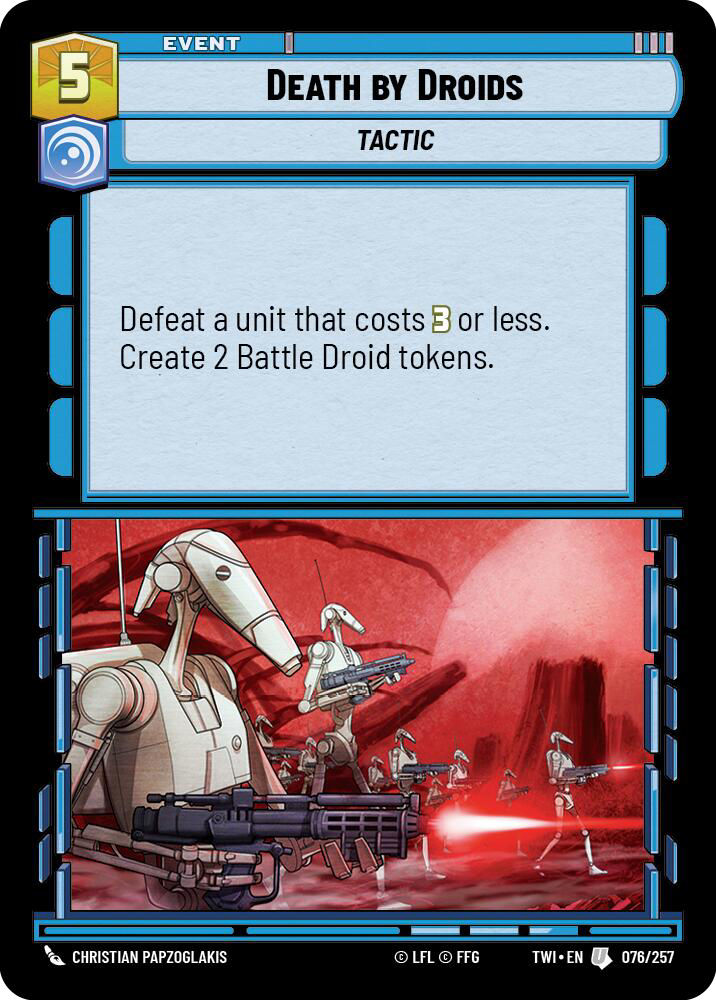 EVENT
5
DEATH BY DROIDS
TACTIC
Defeat a unit that costs 3 or less.
Create 2 Battle Droid tokens.
CHRISTIAN PAPZOGLAKIS
© LFL © FFG
TWI • EN U 076/257